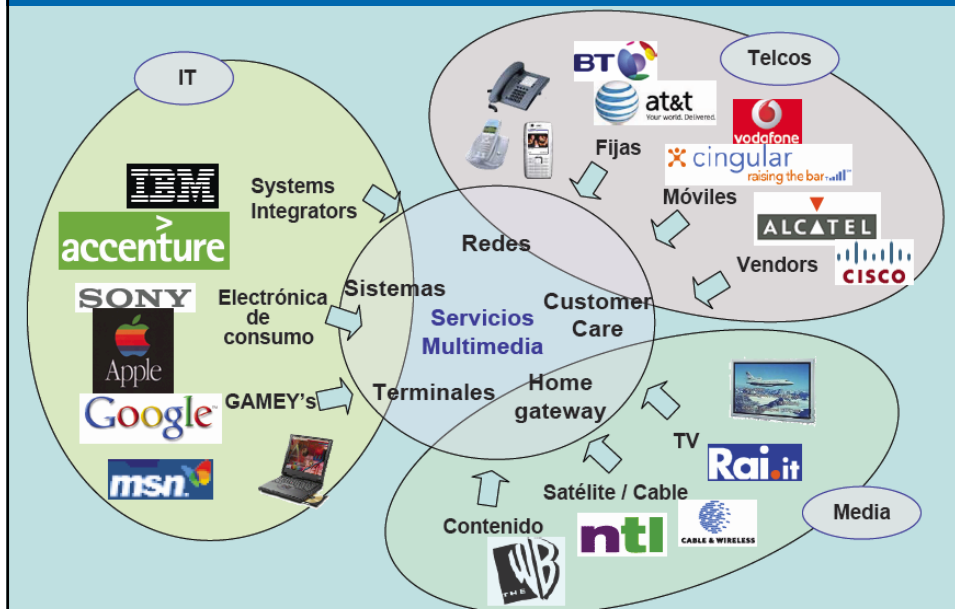 IT
IBM
Systems
Integrators
>
accenture
SONY
Electrónica
de
consumo
Apple
Google
GAMEY's
msn
Telcos
BT
at&t
Your world. Delivered.
Fijas
vodafone
cingular
raising the bar
Móviles
ALCATEL
Vendors
CISCO
Redes
Sistemas
Customer
Care
Servicios
Multimedia
Terminales
Home
gateway
TV
Rai.it
Satélite / Cable
Media
Contenido
ntl
CABLE & WIRELESS
THE
WB